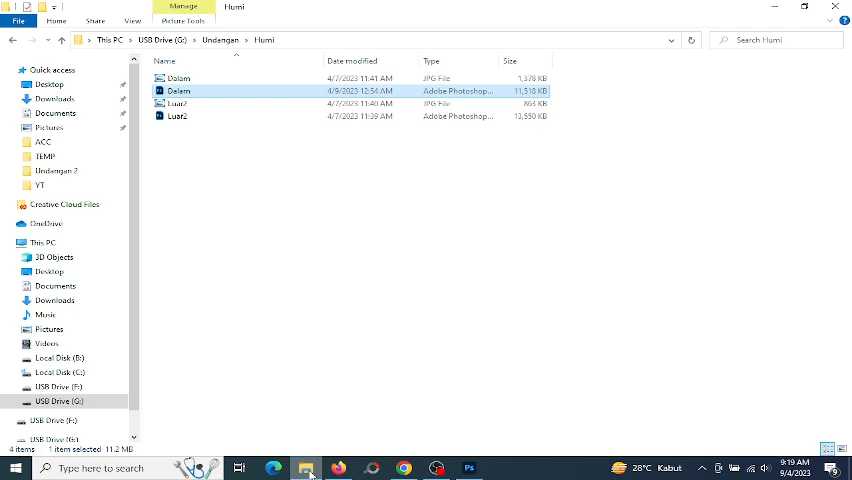 Manage
Humi
File
Home
Share
View
Picture Tools
This PC > USB Drive (G:) > Undangan > Humi
Search Humi
Name
Date modified
Type
Size
Quick access
Desktop
Downloads
Documents
Pictures
ACC
TEMP
Undangan 2
YT
Creative Cloud Files
OneDrive
This PC
3D Objects
Desktop
Documents
Downloads
Music
Pictures
Videos
Local Disk (B:)
Local Disk (C:)
USB Drive (E:)
USB Drive (G:)
USB Drive (F:)
USB Drive (G:)
Dalam 4/7/2023 11:41 AM JPG File 1,378 KB
Dalam 4/9/2023 12:54 AM Adobe Photoshop... 11,518 KB
Luar2 4/7/2023 11:40 AM JPG File 863 KB
Luar2 4/7/2023 11:39 AM Adobe Photoshop... 13,550 KB
4 items 1 item selected 11.2 MB
Type here to search
Ps
28°C Kabut
9:19 AM
9/4/2023
9